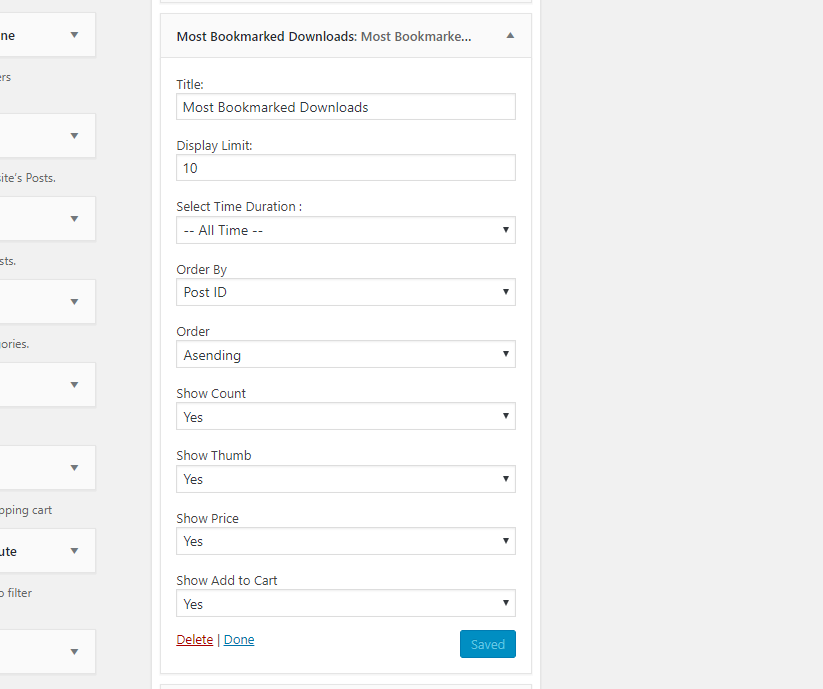 ne
ers
ite's Posts.
sts.
ories.
pping cart
ute
o filter
Most Bookmarked Downloads: Most Bookmarke...
Title:
Most Bookmarked Downloads
Display Limit:
10
Select Time Duration :
-- All Time --
Order By
Post ID
Order
Asending
Show Count
Yes
Show Thumb
Yes
Show Price
Yes
Show Add to Cart
Yes
Delete | Done
Saved